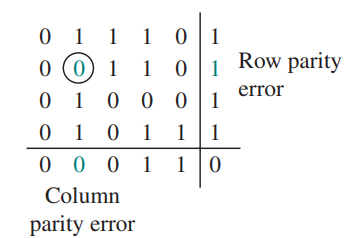 0 1 1 1 0 1
0 0 1 1 0 1
0 1 0 0 0 1
0 1 0 1 1 1
0 0 0 1 1 0
Row parity
error
Column
parity error